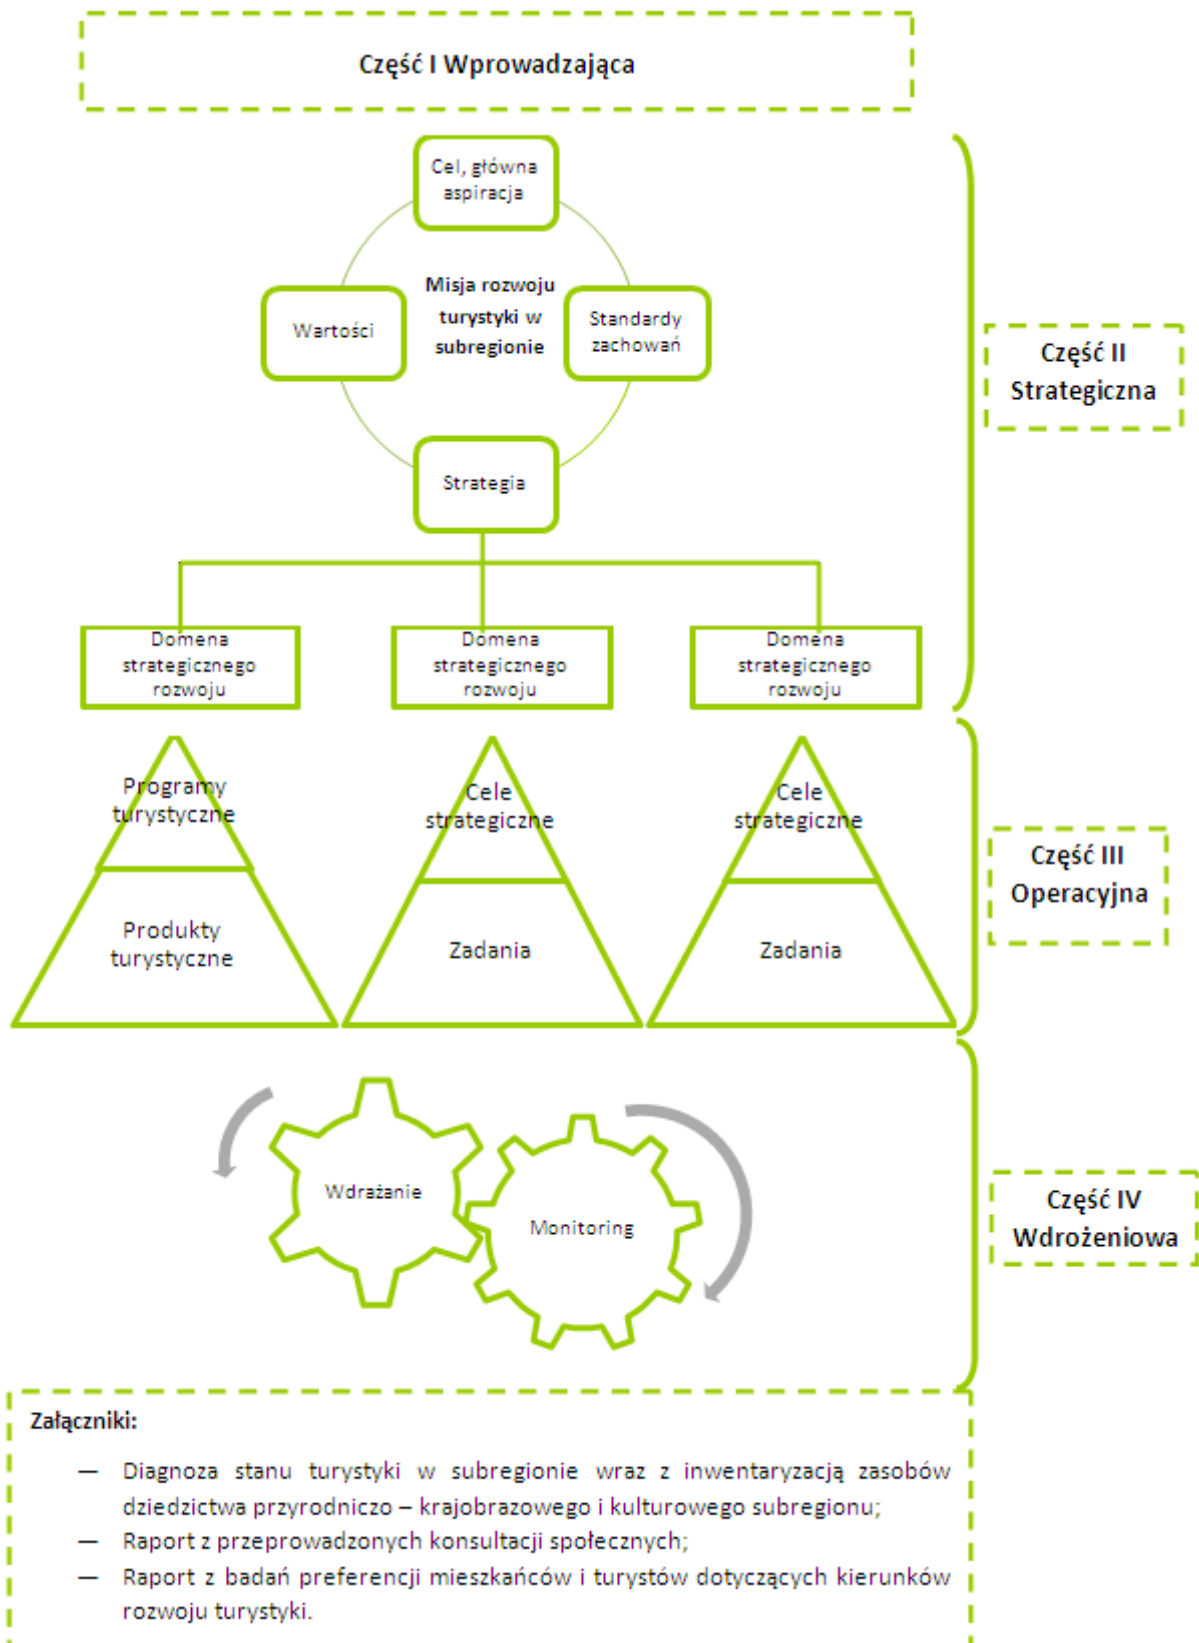 Część I Wprowadzająca
Cel, główna
aspiracja
Misja rozwoju
turystyki w
subregionie
Wartości
Standardy
zachowań
Strategia
Część II
Strategiczna
Domena
strategicznego
rozwoju
Domena
strategicznego
rozwoju
Domena
strategicznego
rozwoju
Programy
turystyczne
Produkty
turystyczne
Cele
strategiczne
Zadania
Cele
strategiczne
Zadania
Część III
Operacyjna
Wdrażanie
Monitoring
Część IV
Wdrożeniowa
Załączniki:
— Diagnoza stanu turystyki w subregionie wraz z inwentaryzacją zasobów
dziedzictwa przyrodniczo – krajobrazowego i kulturowego subregionu;
— Raport z przeprowadzonych konsultacji społecznych;
— Raport z badań preferencji mieszkańców i turystów dotyczących kierunków
rozwoju turystyki.